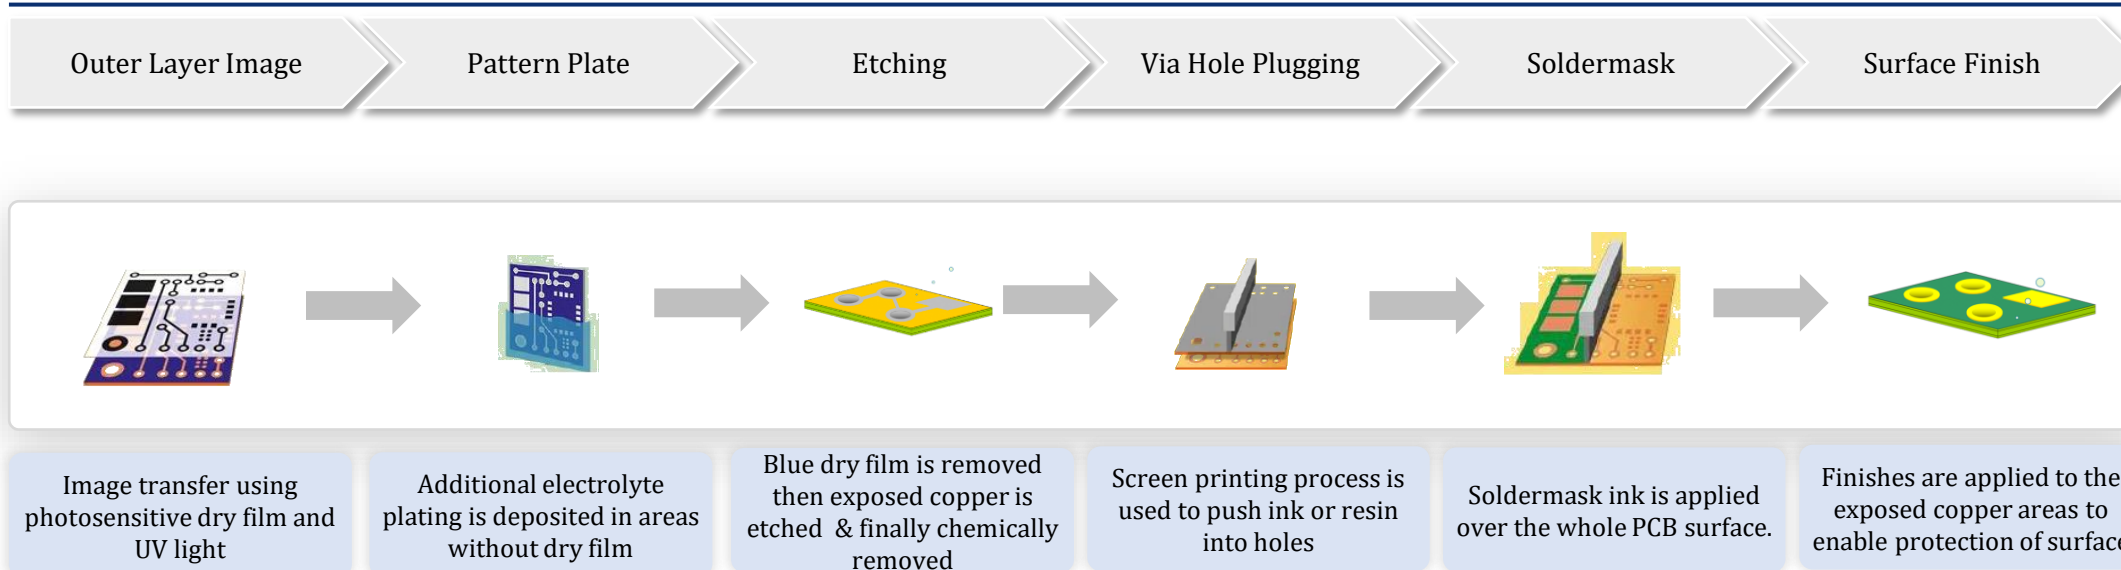 Outer Layer Image
Pattern Plate
Etching
Via Hole Plugging
Soldermask
Surface Finish
Image transfer using
photosensitive dry film and
UV light
Additional electrolyte
plating is deposited in areas
without dry film
Blue dry film is removed
then exposed copper is
etched & finally chemically
removed
Screen printing process is
used to push ink or resin
into holes
Soldermask ink is applied
over the whole PCB surface.
Finishes are applied to the
exposed copper areas to
enable protection of surface